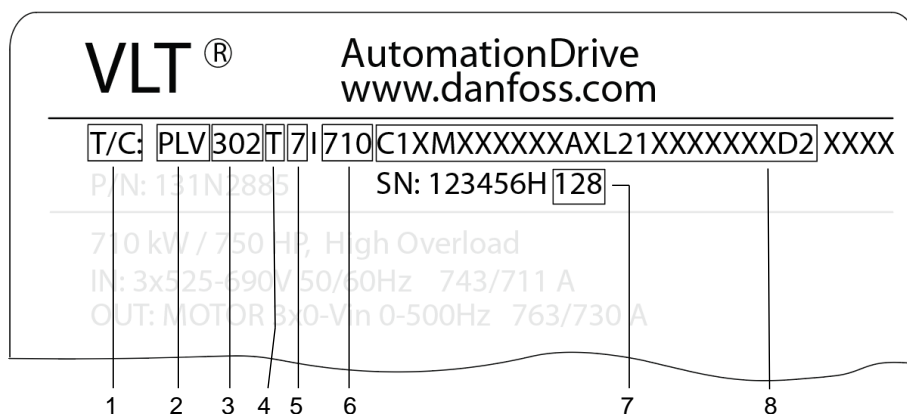 VLT ® AutomationDrive
www.danfoss.com
T/C: PLV302T7I710C1XMXXXXXXAXL21XXXXXXXD2 XXXX
P/N: 131N2885 SN: 123456H 128
710 kW / 750 HP, High Overload
IN: 3x525-690V 50/60Hz 743/711 A
OUT: MOTOR 3x0-Vin 0-500Hz 763/730 A
1 2 3 4 5 6 7 8